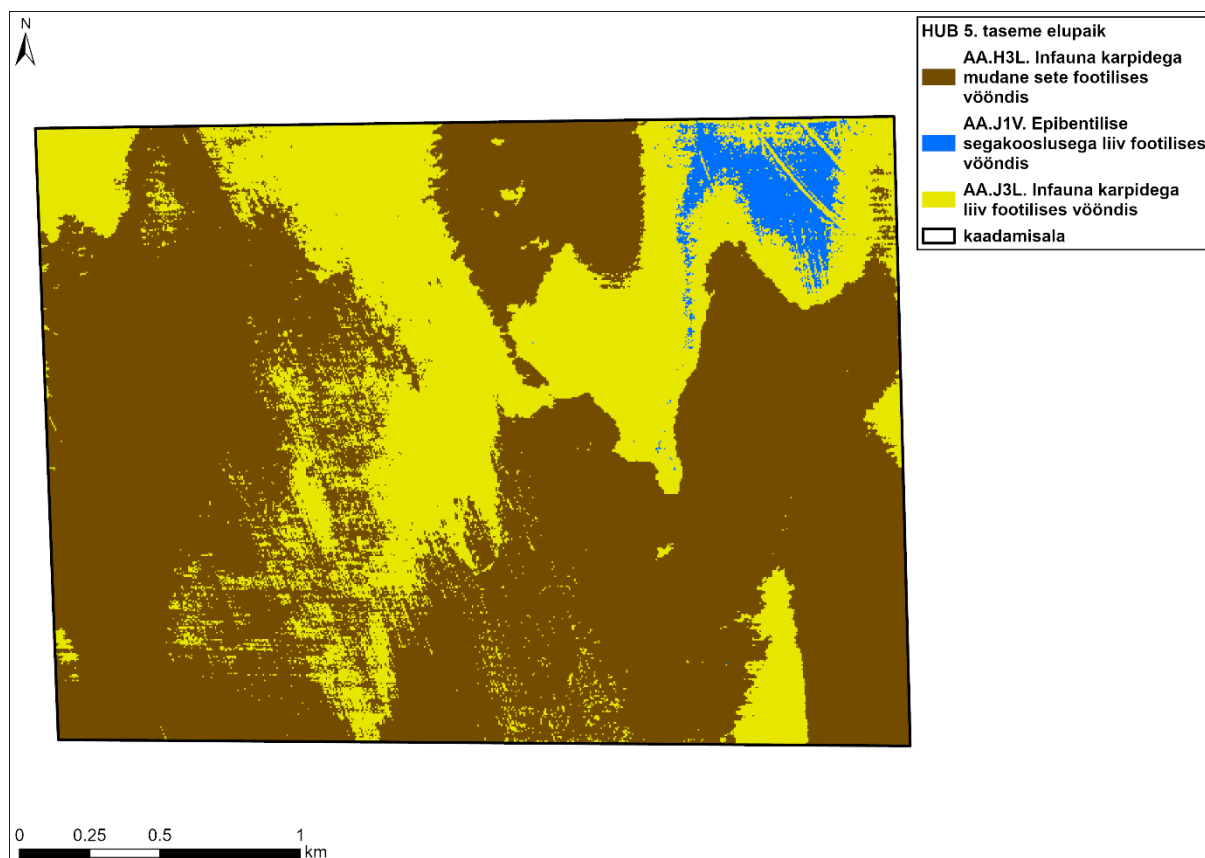 N
HUB 5. taseme elupaik
AA.H3L. Infauna karpidega
mudane sete footilises
vööndis
AA.J1V. Epibentilise
segakooslusega liiv footilises
vööndis
AA.J3L. Infauna karpidega
liiv footilises vööndis
kaadamisala
0 0.25 0.5 1
km